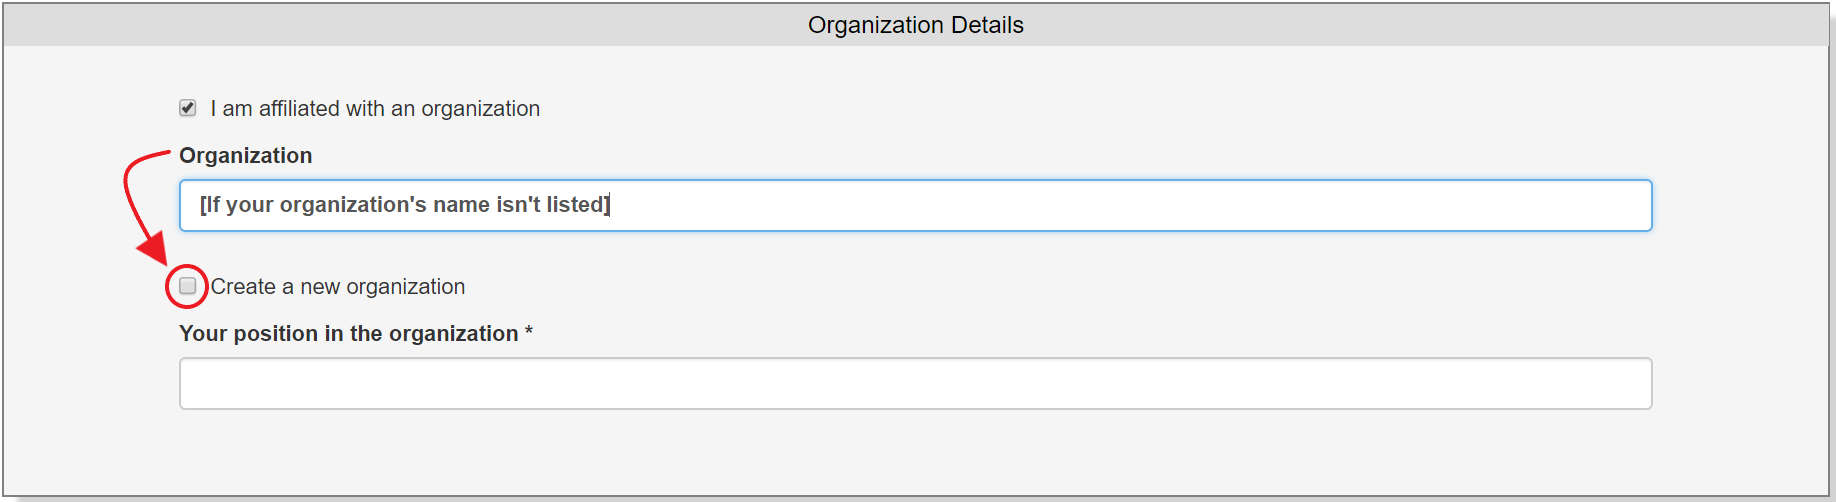 Organization Details
I am affiliated with an organization
Organization
[If your organization's name isn't listed]
Create a new organization
Your position in the organization *